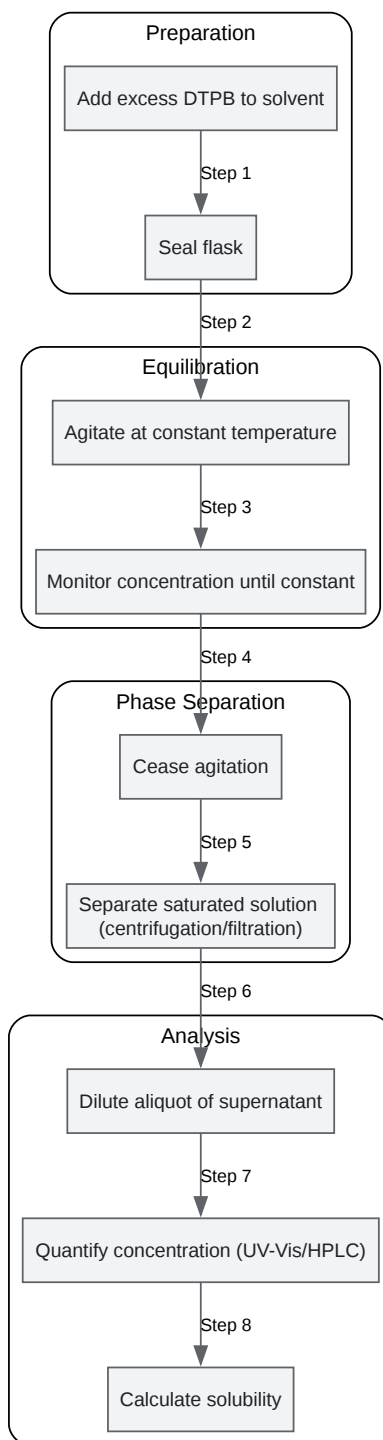 Preparation
Add excess DTPB to solvent
Step 1
Seal flask
Step 2
Equilibration
Agitate at constant temperature
Step 3
Monitor concentration until constant
Step 4
Phase Separation
Cease agitation
Step 5
Separate saturated solution
(centrifugation/filtration)
Step 6
Analysis
Dilute aliquot of supernatant
Step 7
Quantify concentration (UV-Vis/HPLC)
Step 8
Calculate solubility